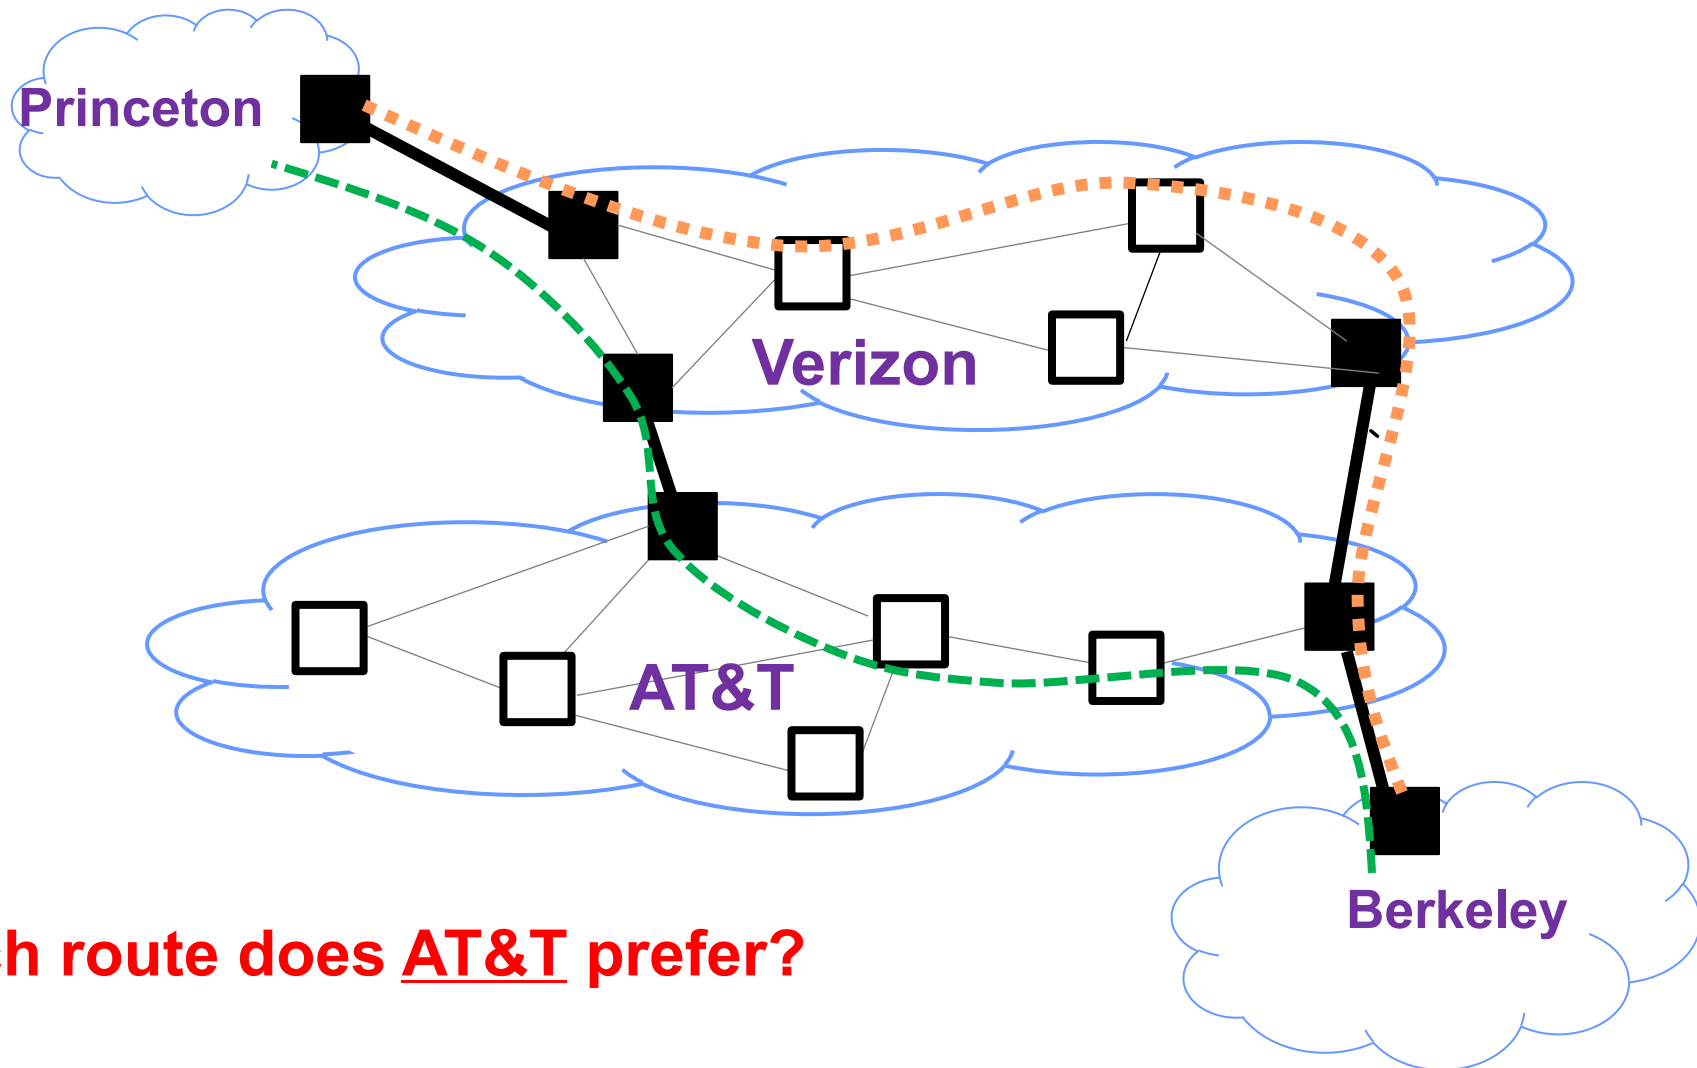 Princeton
Verizon
AT&T
Berkeley
route does AT&T prefer?